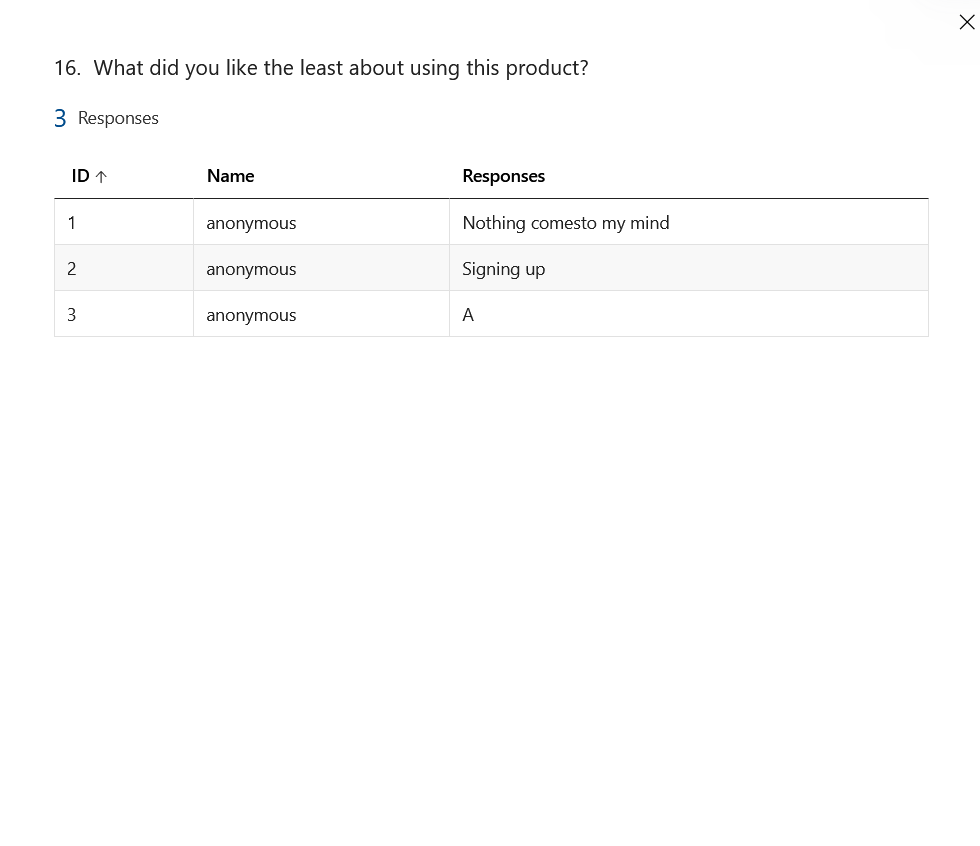 16. What did you like the least about using this product?
3 Responses
ID ↑ Name Responses
1 anonymous Nothing comesto my mind
2 anonymous Signing up
3 anonymous A